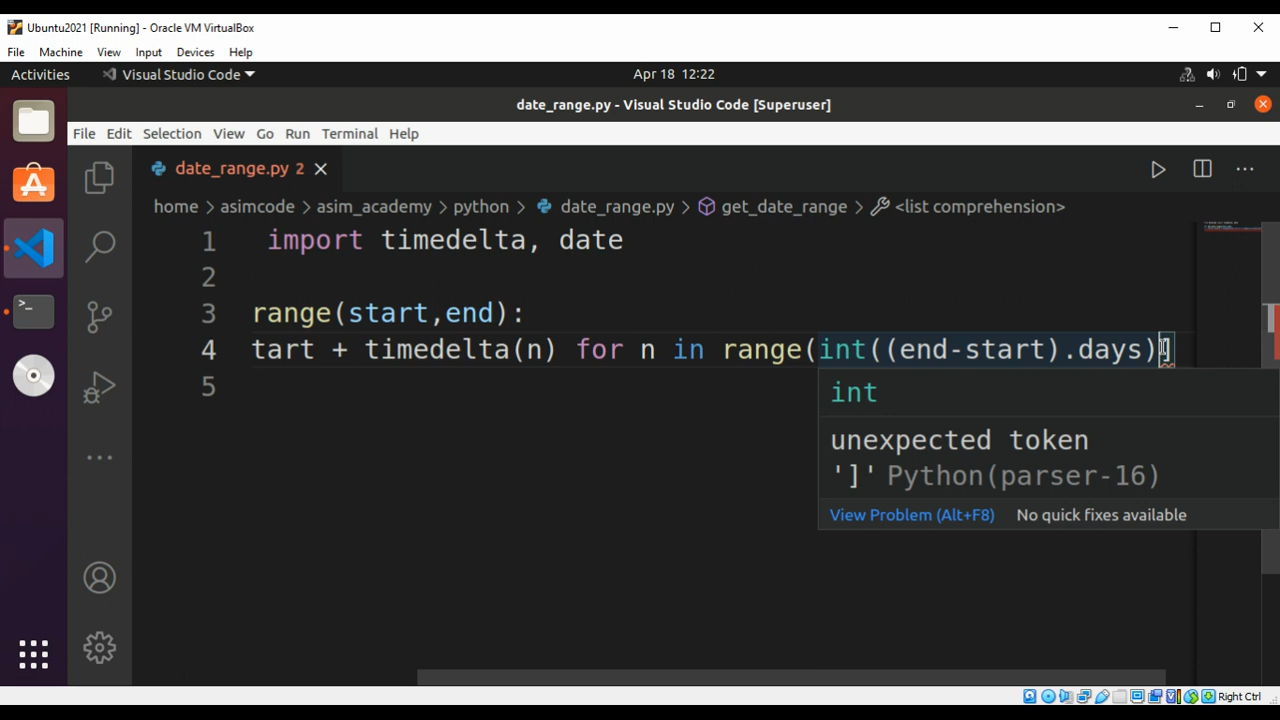 Ubuntu2021 [Running] - Oracle VM VirtualBox
File Machine View Input Devices Help
Activities Visual Studio Code Apr 18 12:22
date_range.py - Visual Studio Code [Superuser]
File Edit Selection View Go Run Terminal Help
date_range.py 2
home > asimcode > asim_academy > python > date_range.py > get_date_range > <list comprehension>
1 import timedelta, date
2
3 range(start,end):
4 tart + timedelta(n) for n in range(int((end-start).days)]
5
int
unexpected token
']' Python(parser-16)
View Problem (Alt+F8) No quick fixes available
Right Ctrl